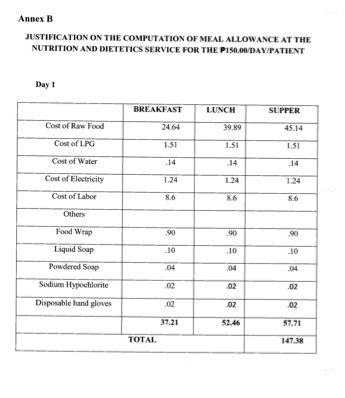 Annex B
JUSTIFICATION ON THE COMPUTATION OF MEAL ALLOWANCE AT THE
NUTRITION AND DIETETICS SERVICE FOR THE ₱150.00/DAY/PATIENT
Day 1
BREAKFAST LUNCH SUPPER
Cost of Raw Food 24.64 39.89 45.14
Cost of LPG 1.51 1.51 1.51
Cost of Water .14 .14 .14
Cost of Electricity 1.24 1.24 1.24
Cost of Labor 8.6 8.6 8.6
Others
Food Wrap .90 .90 .90
Liquid Soap .10 .10 .10
Powdered Soap .04 .04 .04
Sodium Hypochlorite .02 .02 .02
Disposable hand gloves .02 .02 .02
37.21 52.46 57.71
TOTAL 147.38